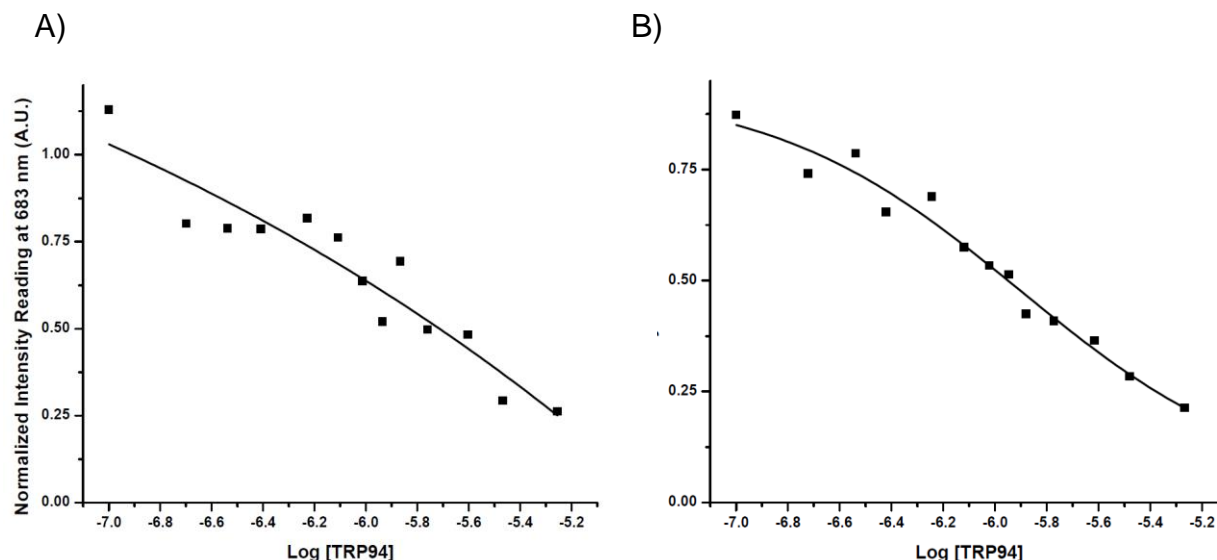 A)
B)
Normalized Intensity Reading at 683 nm (A.U.)
1.00
0.75
0.50
0.25
0.00
-7.0 -6.8 -6.6 -6.4 -6.2 -6.0 -5.8 -5.6 -5.4 -5.2
Log [TRP94]
0.75
0.50
0.25
0.00
-7.0 -6.8 -6.6 -6.4 -6.2 -6.0 -5.8 -5.6 -5.4 -5.2
Log [TRP94]